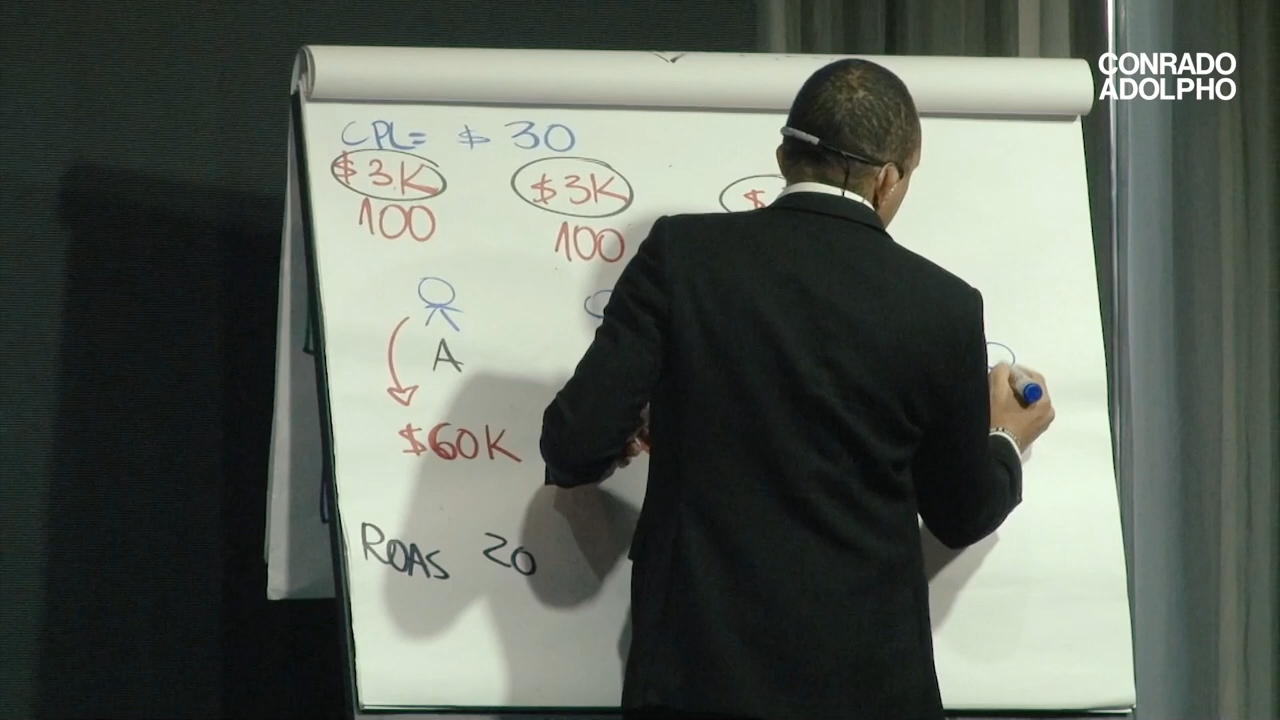 CONRADO
ADOLPHO
CPL= $ 30
$3K $3K $
100 100
A
$60K
ROAS 20